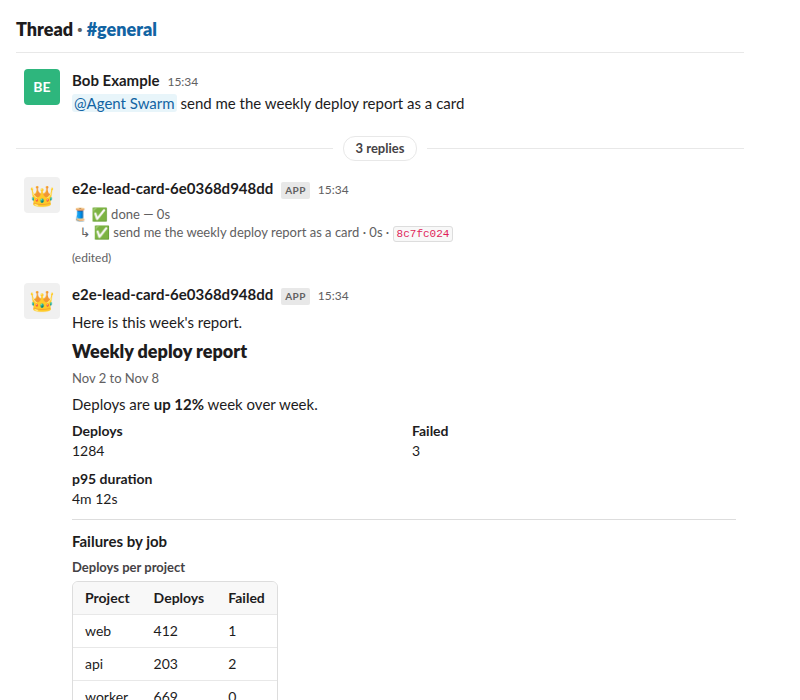 Thread • #general
BE
Bob Example 15:34
@Agent Swarm send me the weekly deploy report as a card
3 replies
e2e-lead-card-6e0368d948dd APP 15:34
🧵 ✅ done — 0s
↳ ✅ send me the weekly deploy report as a card · 0s · 8c7fc024
(edited)
e2e-lead-card-6e0368d948dd APP 15:34
Here is this week's report.
Weekly deploy report
Nov 2 to Nov 8
Deploys are up 12% week over week.
Deploys Failed
1284 3
p95 duration
4m 12s
Failures by job
Deploys per project
Project Deploys Failed
web 412 1
api 203 2
worker 669 0